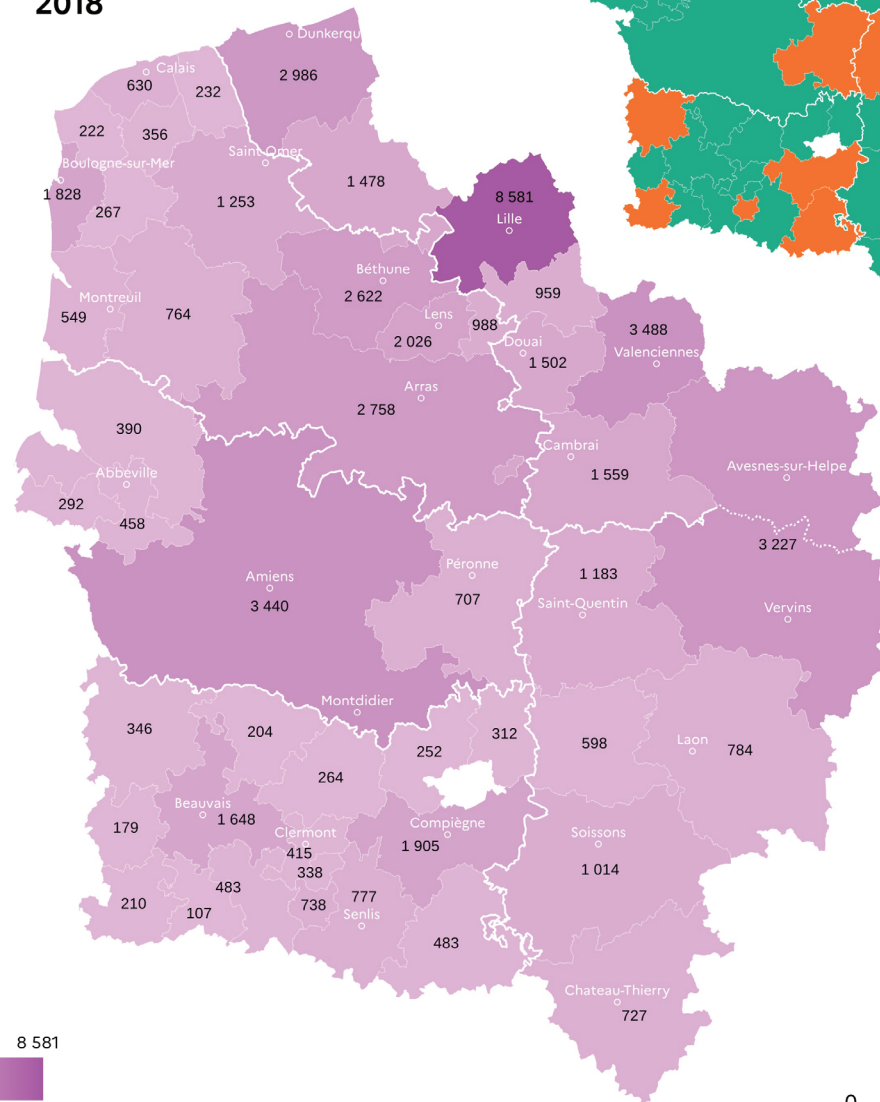 2018
Dunkerqu
2 986
Calais
630
232
222
356
Saint-Omer
Boulogne-sur-Mer
1 828
267
1 253
1 478
8 581
Lille
Béthune
2 622
959
Montreuil
549
764
Lens
2 026
988
Douai
1 502
3 488
Valenciennes
Arras
2 758
390
Cambrai
1 559
Avesnes-sur-Helpe
Abbeville
292
458
3 227
Péronne
707
1 183
Saint-Quentin
Amiens
3 440
Vervins
Montdidier
346
204
252
312
598
Laon
784
264
Beauvais
1 648
179
Clermont
415
338
Compiègne
1 905
Soissons
1 014
210
483
107
738
777
Senlis
483
Chateau-Thierry
727
8 581